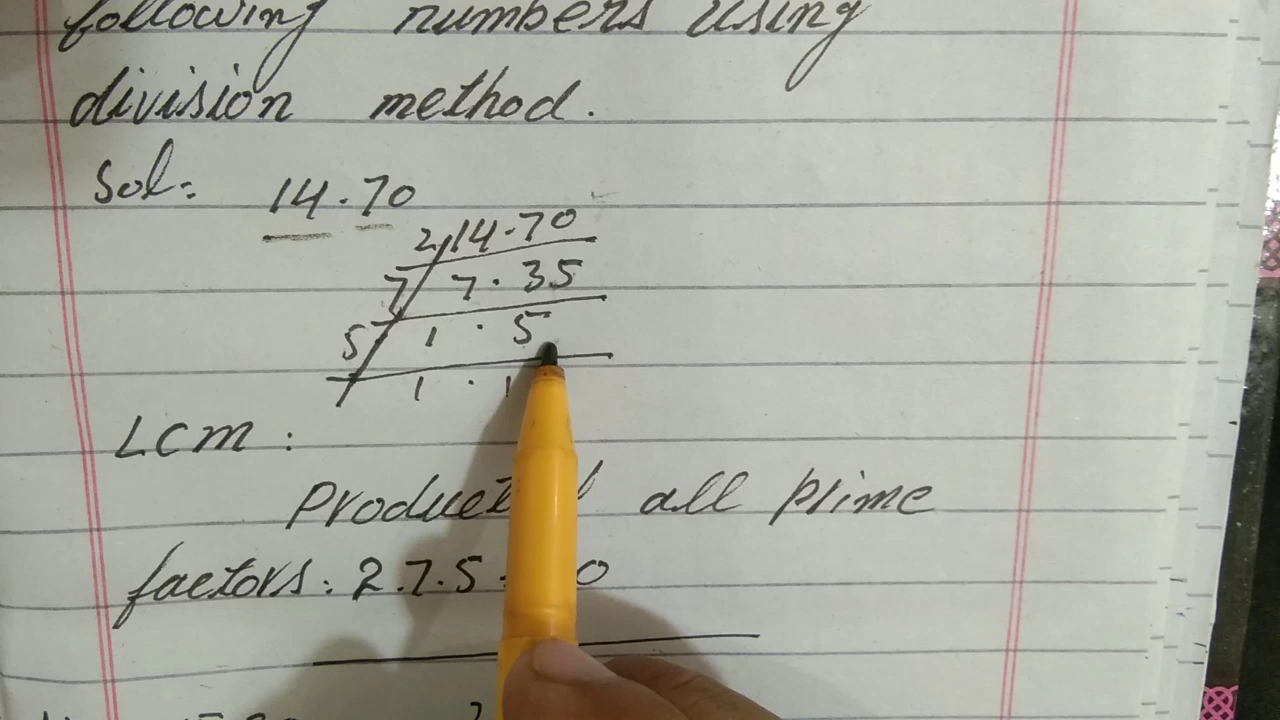 following numbers using
division method.
Sol: 14.70
2 14.70
7 7.35
5 1.5
1.1
LCM:
Product all prime
factors: 2.7.5